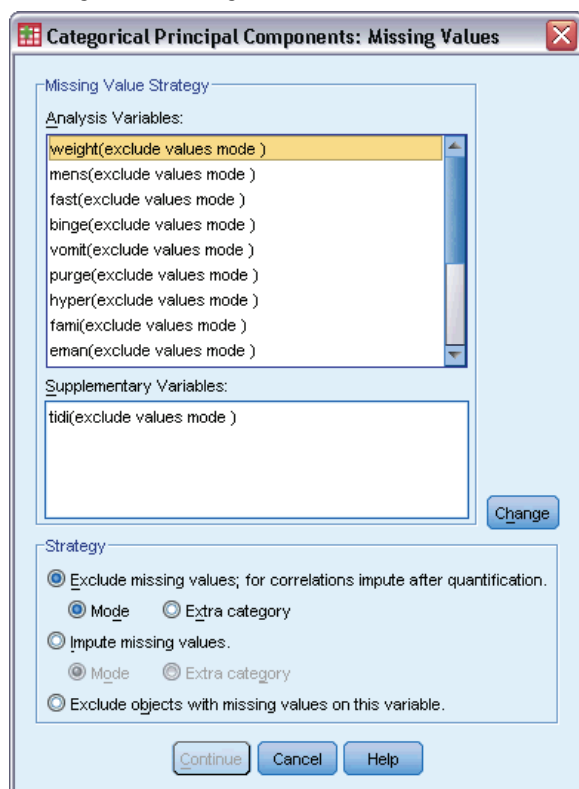 Categorical Principal Components: Missing Values
Missing Value Strategy
Analysis Variables:
weight(exclude values mode )
mens(exclude values mode )
fast(exclude values mode )
binge(exclude values mode )
vomit(exclude values mode )
purge(exclude values mode )
hyper(exclude values mode )
fami(exclude values mode )
eman(exclude values mode )
Supplementary Variables:
tidi(exclude values mode )
Change
Strategy
Exclude missing values; for correlations impute after quantification.
Mode Extra category
Impute missing values.
Mode Extra category
Exclude objects with missing values on this variable.
Continue Cancel Help